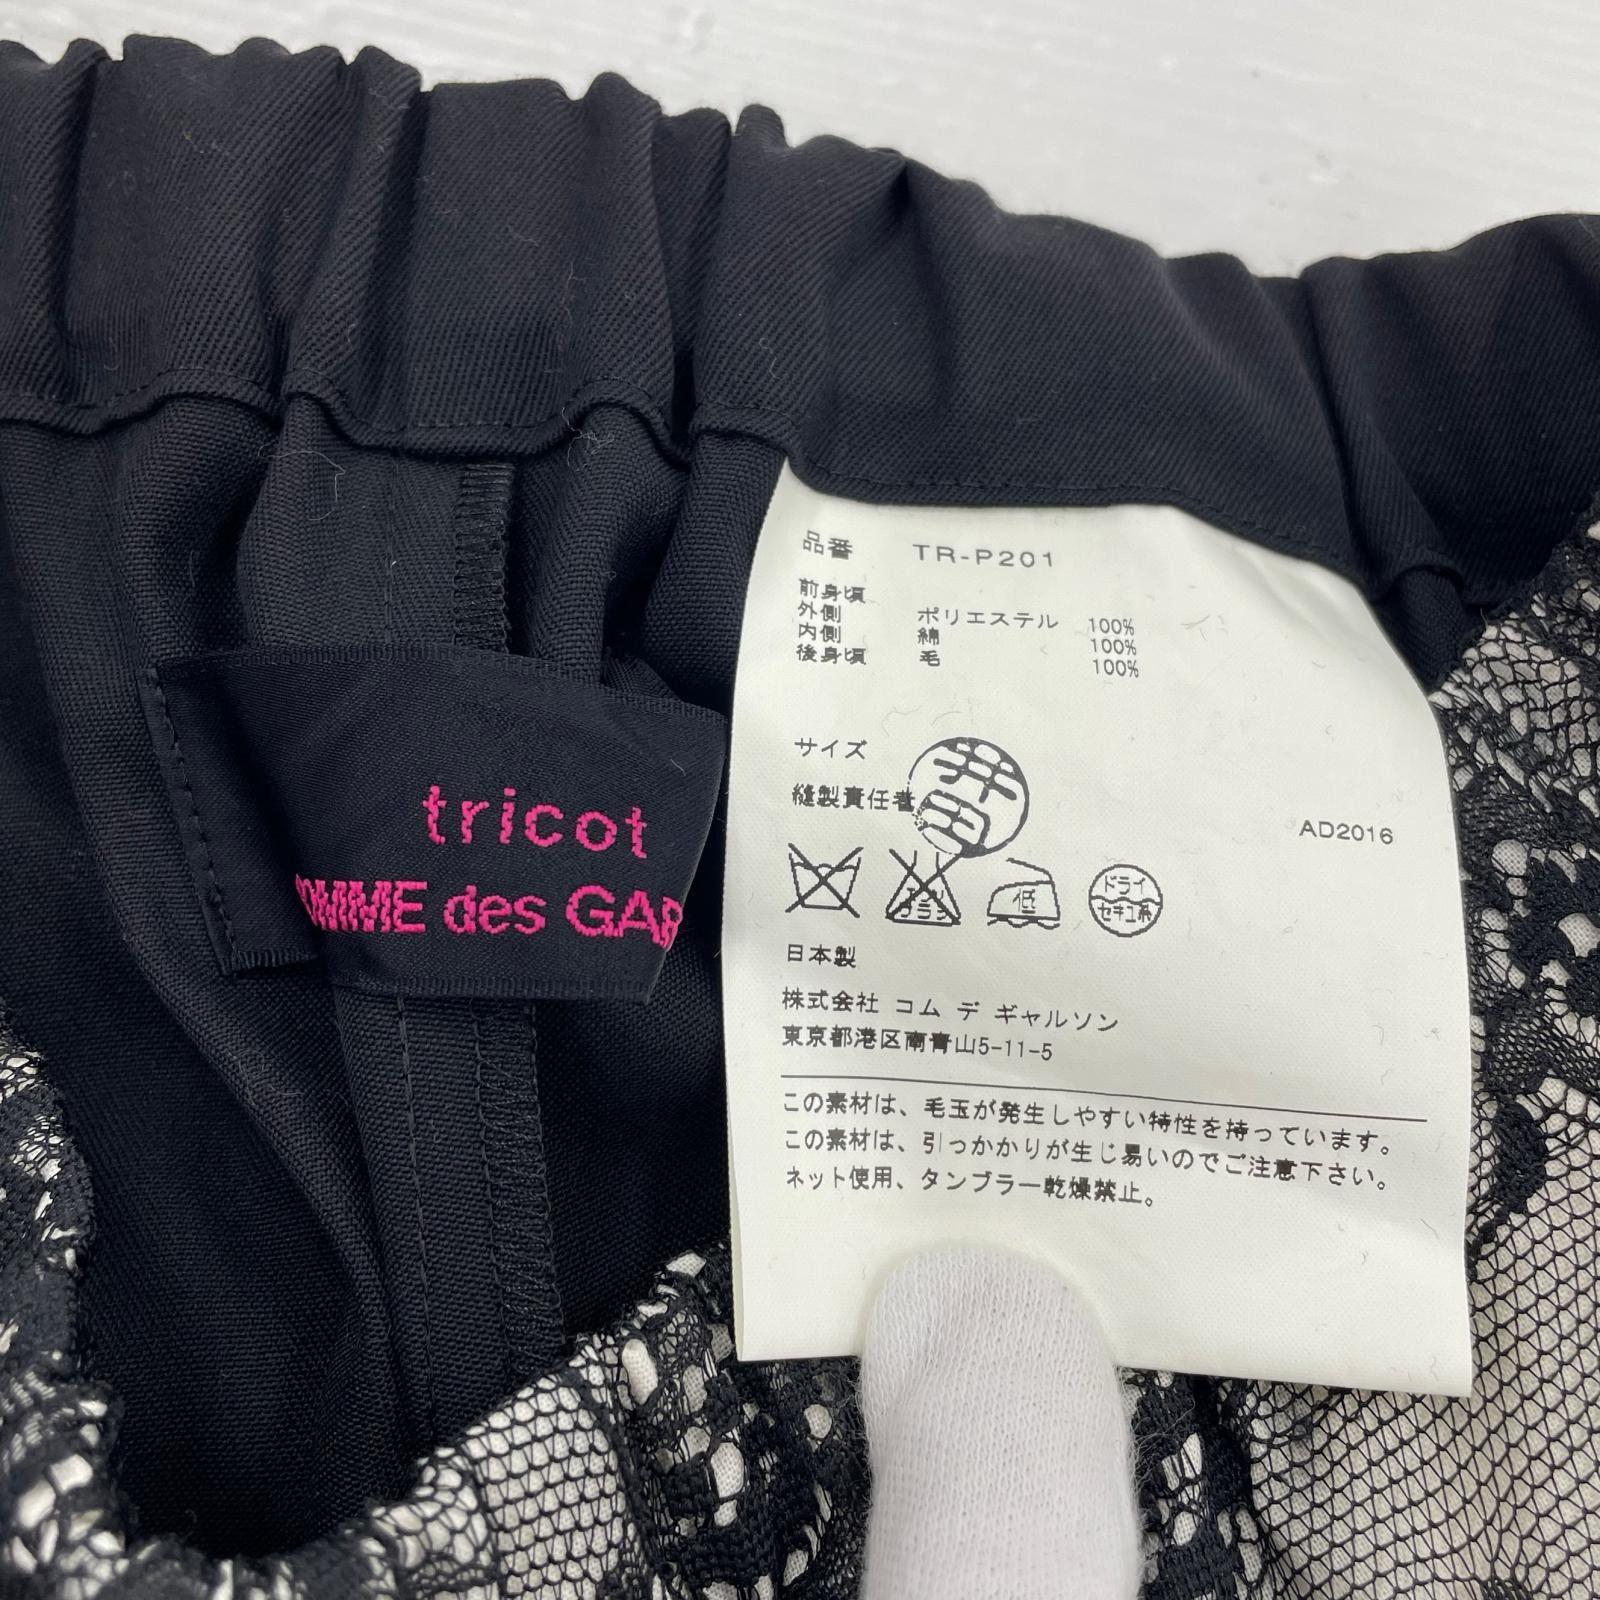 tricot
OMME des GAR
品番 TR-P201
前身頃
外側 ポリエステル 100%
内側 綿 100%
後身頃 毛 100%
サイズ
縫製責任者
AD2016
低
ドライ
セキユ系
日本製
株式会社 コム デ ギャルソン
東京都港区南青山5-11-5
この素材は、毛玉が発生しやすい特性を持っています。
この素材は、引っかかりが生じ易いのでご注意下さい。
ネット使用、タンブラー乾燥禁止。